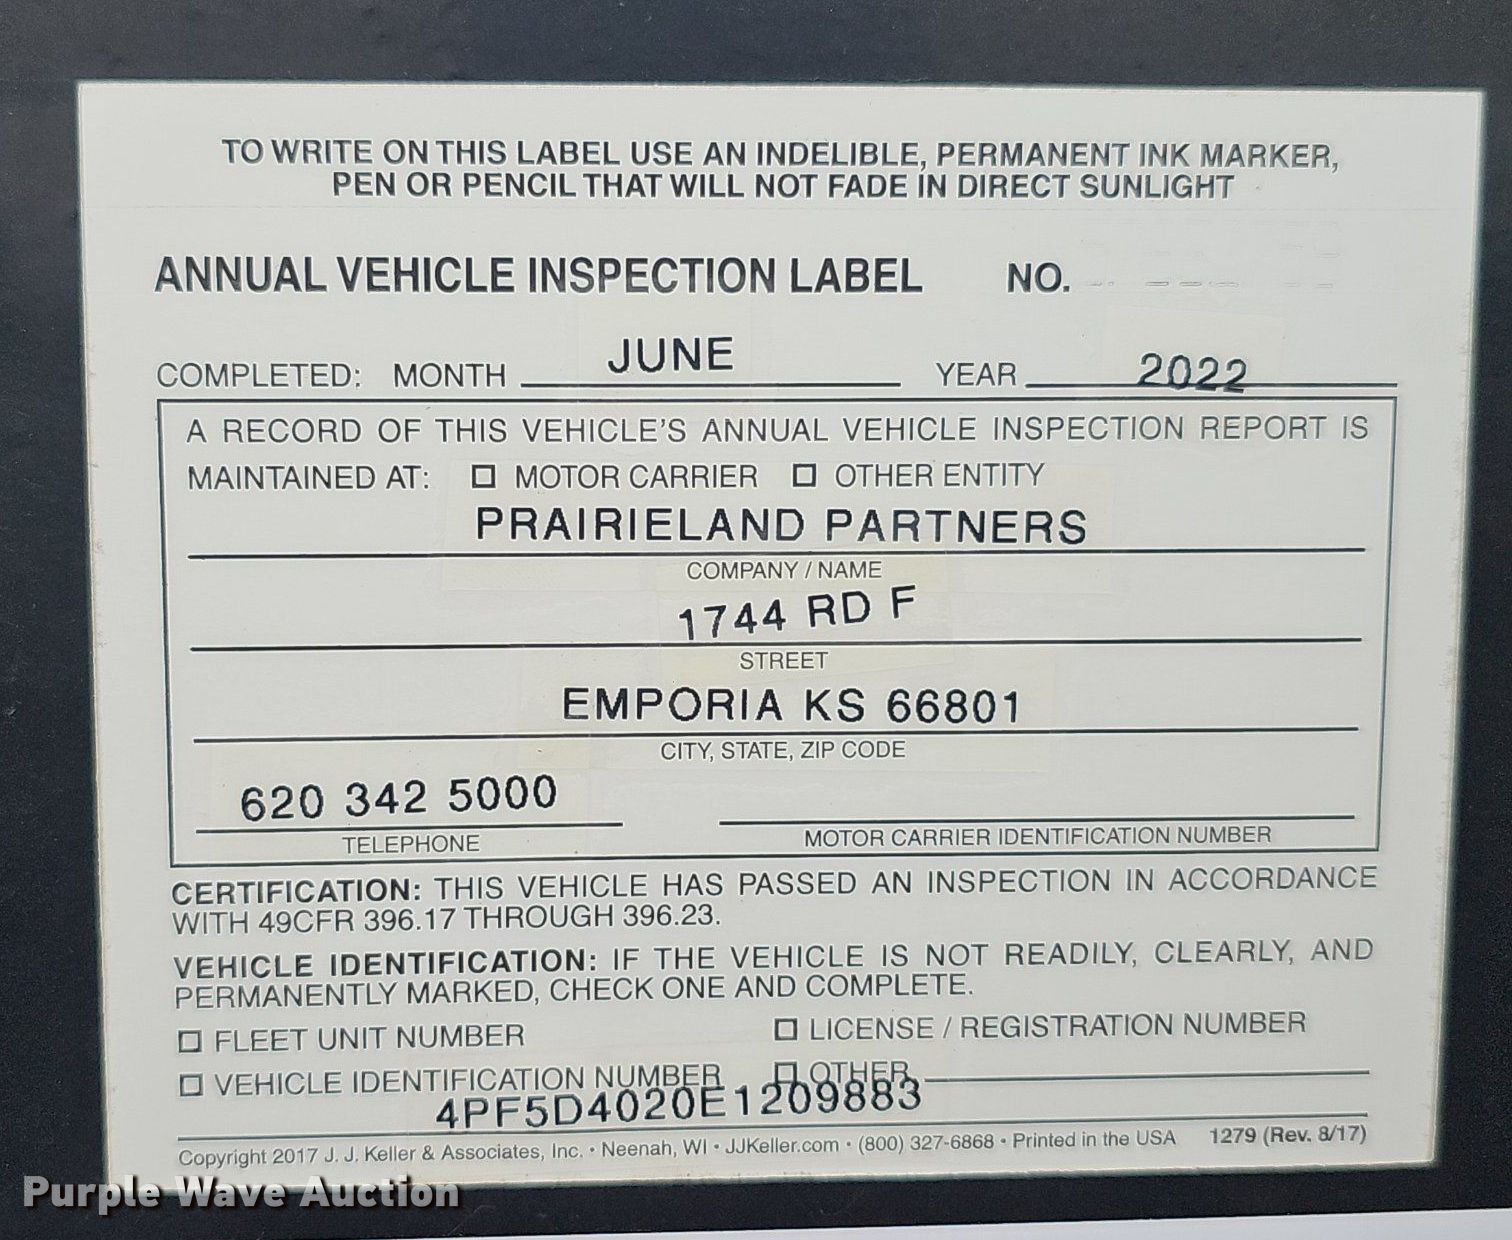 TO WRITE ON THIS LABEL USE AN INDELIBLE, PERMANENT INK MARKER,
PEN OR PENCIL THAT WILL NOT FADE IN DIRECT SUNLIGHT
ANNUAL VEHICLE INSPECTION LABEL NO.
COMPLETED: MONTH JUNE YEAR 2022
A RECORD OF THIS VEHICLE'S ANNUAL VEHICLE INSPECTION REPORT IS
MAINTAINED AT: ☐ MOTOR CARRIER ☐ OTHER ENTITY
PRAIRIELAND PARTNERS
COMPANY / NAME
1744 RD F
STREET
EMPORIA KS 66801
CITY, STATE, ZIP CODE
620 342 5000
TELEPHONE MOTOR CARRIER IDENTIFICATION NUMBER
CERTIFICATION: THIS VEHICLE HAS PASSED AN INSPECTION IN ACCORDANCE
WITH 49CFR 396.17 THROUGH 396.23.
VEHICLE IDENTIFICATION: IF THE VEHICLE IS NOT READILY, CLEARLY, AND
PERMANENTLY MARKED, CHECK ONE AND COMPLETE.
☐ FLEET UNIT NUMBER ☐ LICENSE / REGISTRATION NUMBER
☐ VEHICLE IDENTIFICATION NUMBER ☐ OTHER
4PF5D4020E1209883
Copyright 2017 J. J. Keller & Associates, Inc. • Neenah, WI • JJKeller.com • (800) 327-6868 • Printed in the USA 1279 (Rev. 8/17)
Purple Wave Auction